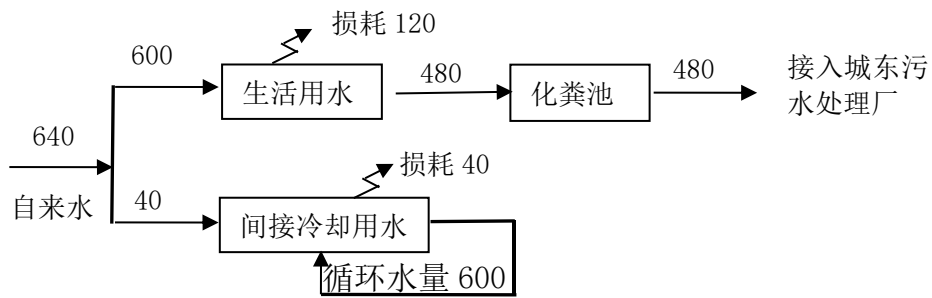 损耗 120
600
生活用水
480
化粪池
480
接入城东污
水处理厂
640
自来水
40
损耗 40
间接冷却用水
循环水量 600